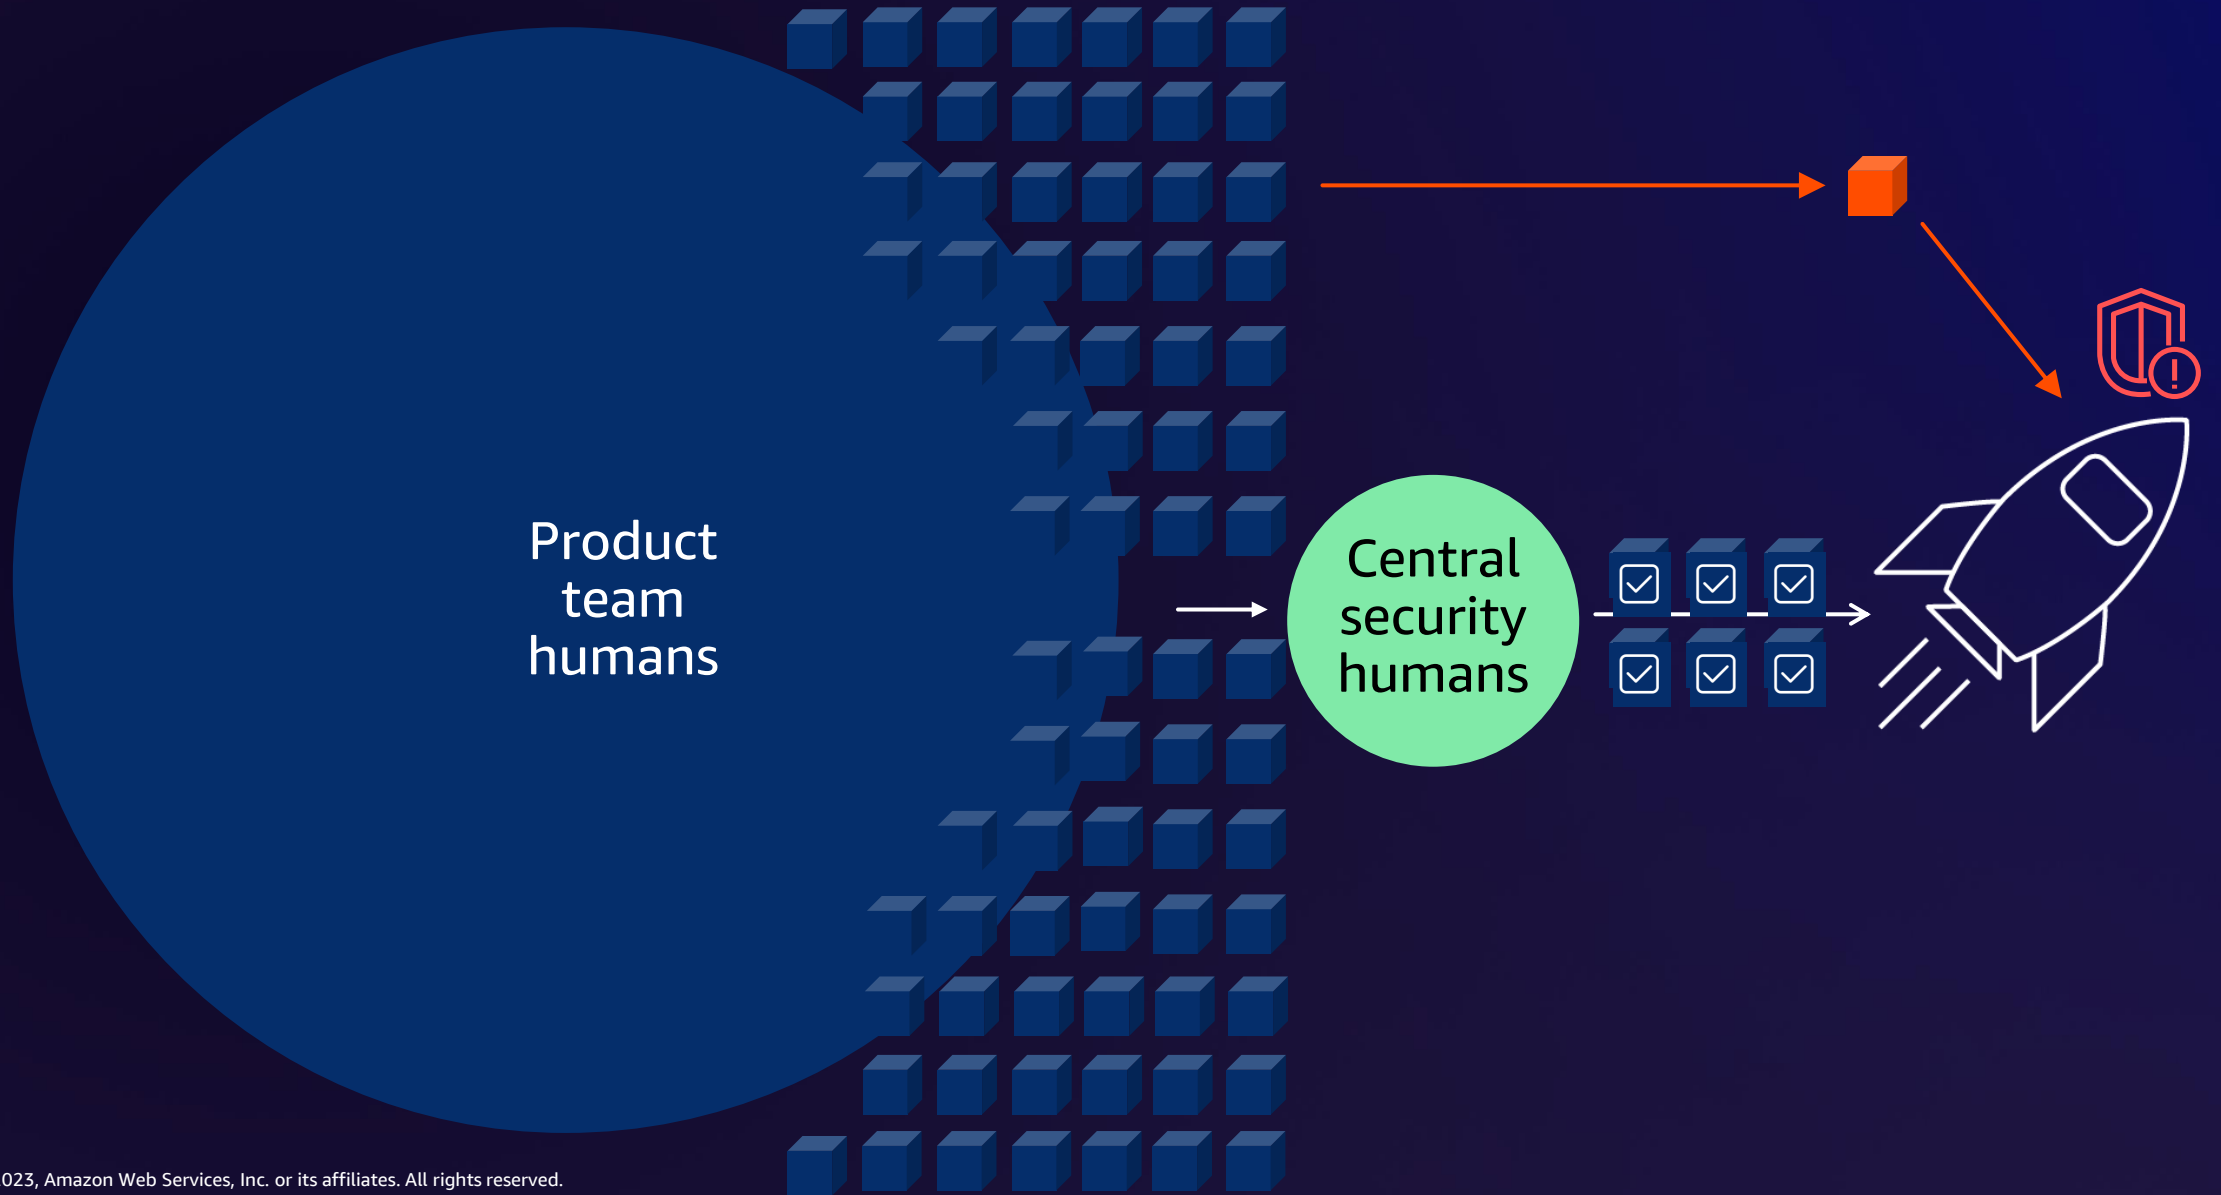 Product
team
humans
Central
security
humans
023, Amazon Web Services, Inc. or its affiliates. All rights reserved.